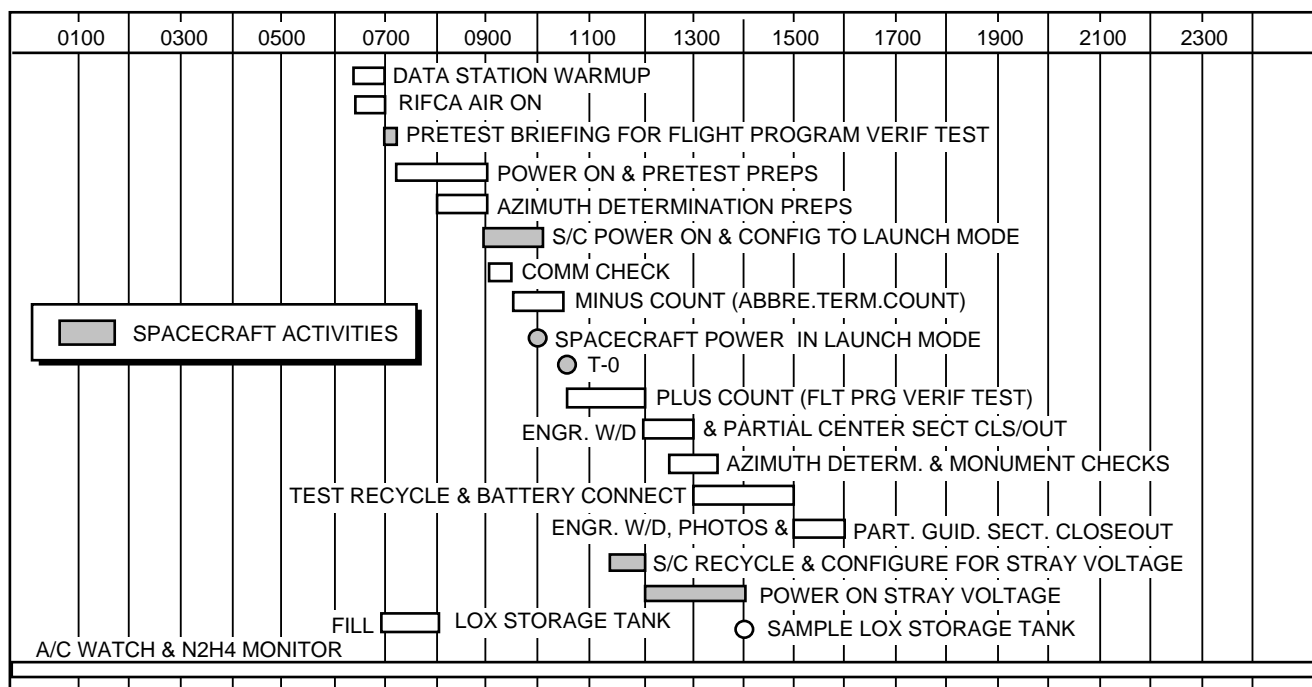 0100 0300 0500 0700 0900 1100 1300 1500 1700 1900 2100 2300
DATA STATION WARMUP
RIFCA AIR ON
PRETEST BRIEFING FOR FLIGHT PROGRAM VERIF TEST
POWER ON & PRETEST PREPS
AZIMUTH DETERMINATION PREPS
S/C POWER ON & CONFIG TO LAUNCH MODE
COMM CHECK
MINUS COUNT (ABBRE.TERM.COUNT)
SPACECRAFT ACTIVITIES
SPACECRAFT POWER IN LAUNCH MODE
T-0
PLUS COUNT (FLT PRG VERIF TEST)
ENGR. W/D & PARTIAL CENTER SECT CLS/OUT
AZIMUTH DETERM. & MONUMENT CHECKS
TEST RECYCLE & BATTERY CONNECT
ENGR. W/D, PHOTOS & PART. GUID. SECT. CLOSEOUT
S/C RECYCLE & CONFIGURE FOR STRAY VOLTAGE
POWER ON STRAY VOLTAGE
FILL LOX STORAGE TANK
SAMPLE LOX STORAGE TANK
A/C WATCH & N2H4 MONITOR